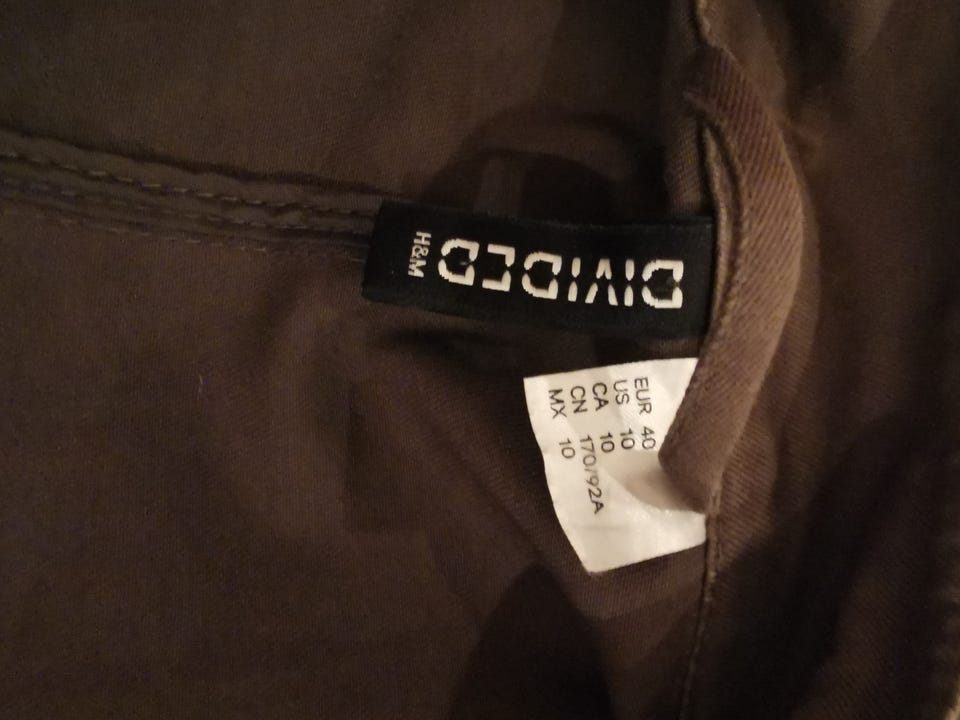 DIVIDED
H&M
EUR 40
US 10
CA 10
CN 170/92A
MX 10